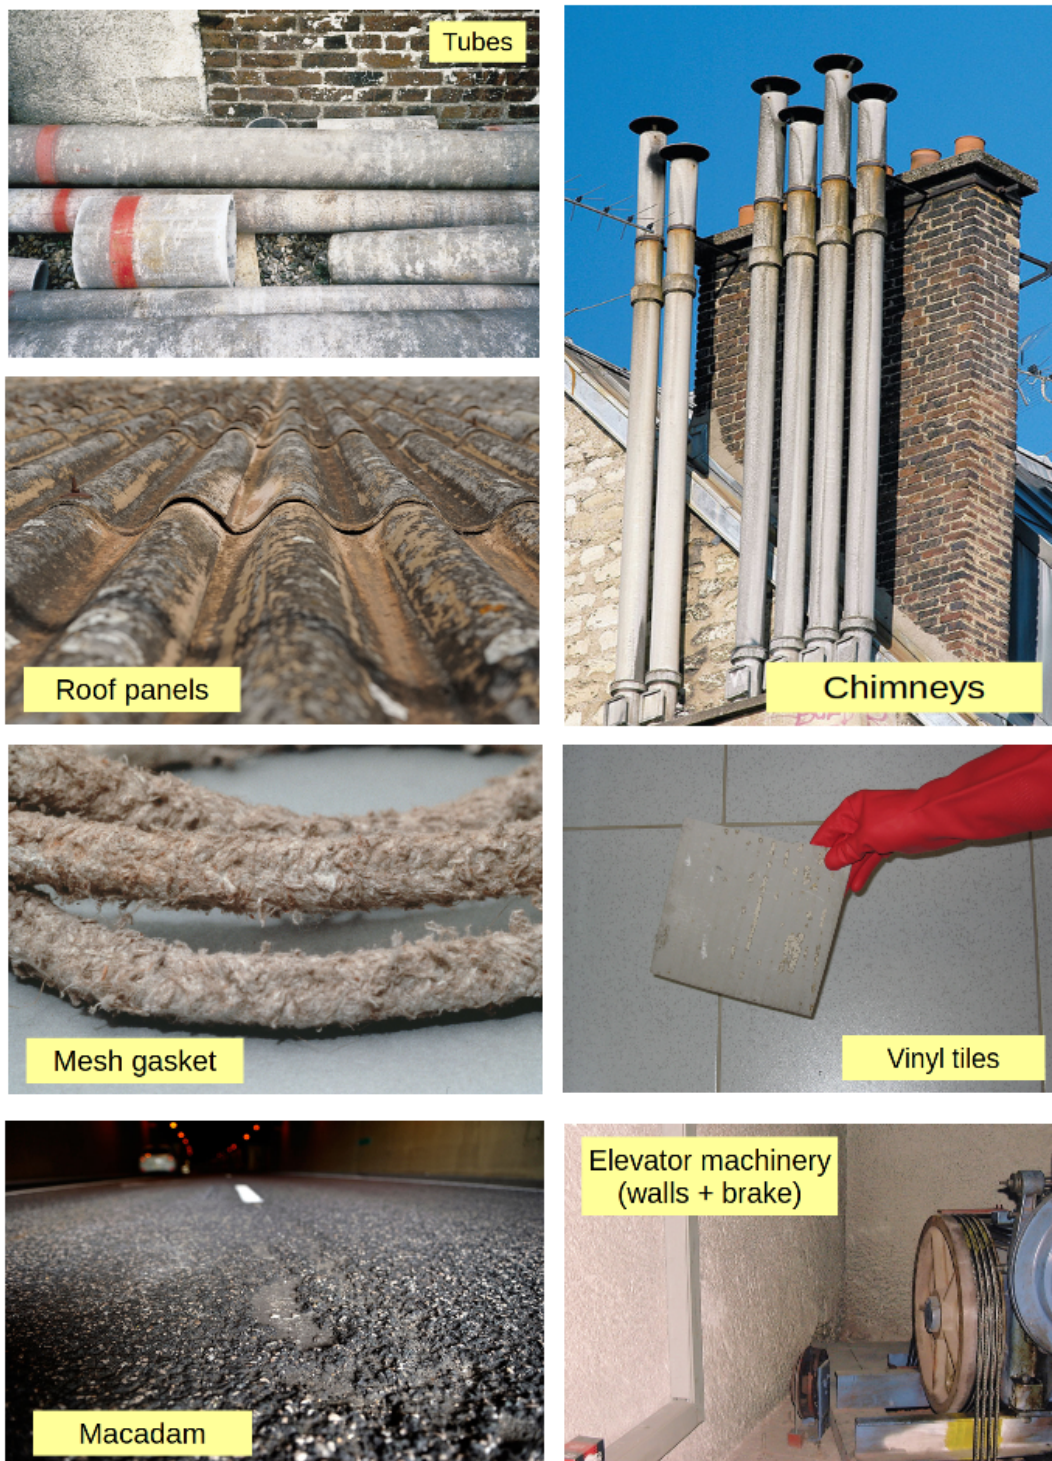 Tubes
Roof panels
Chimneys
Mesh gasket
Vinyl tiles
Macadam
Elevator machinery
(walls + brake)